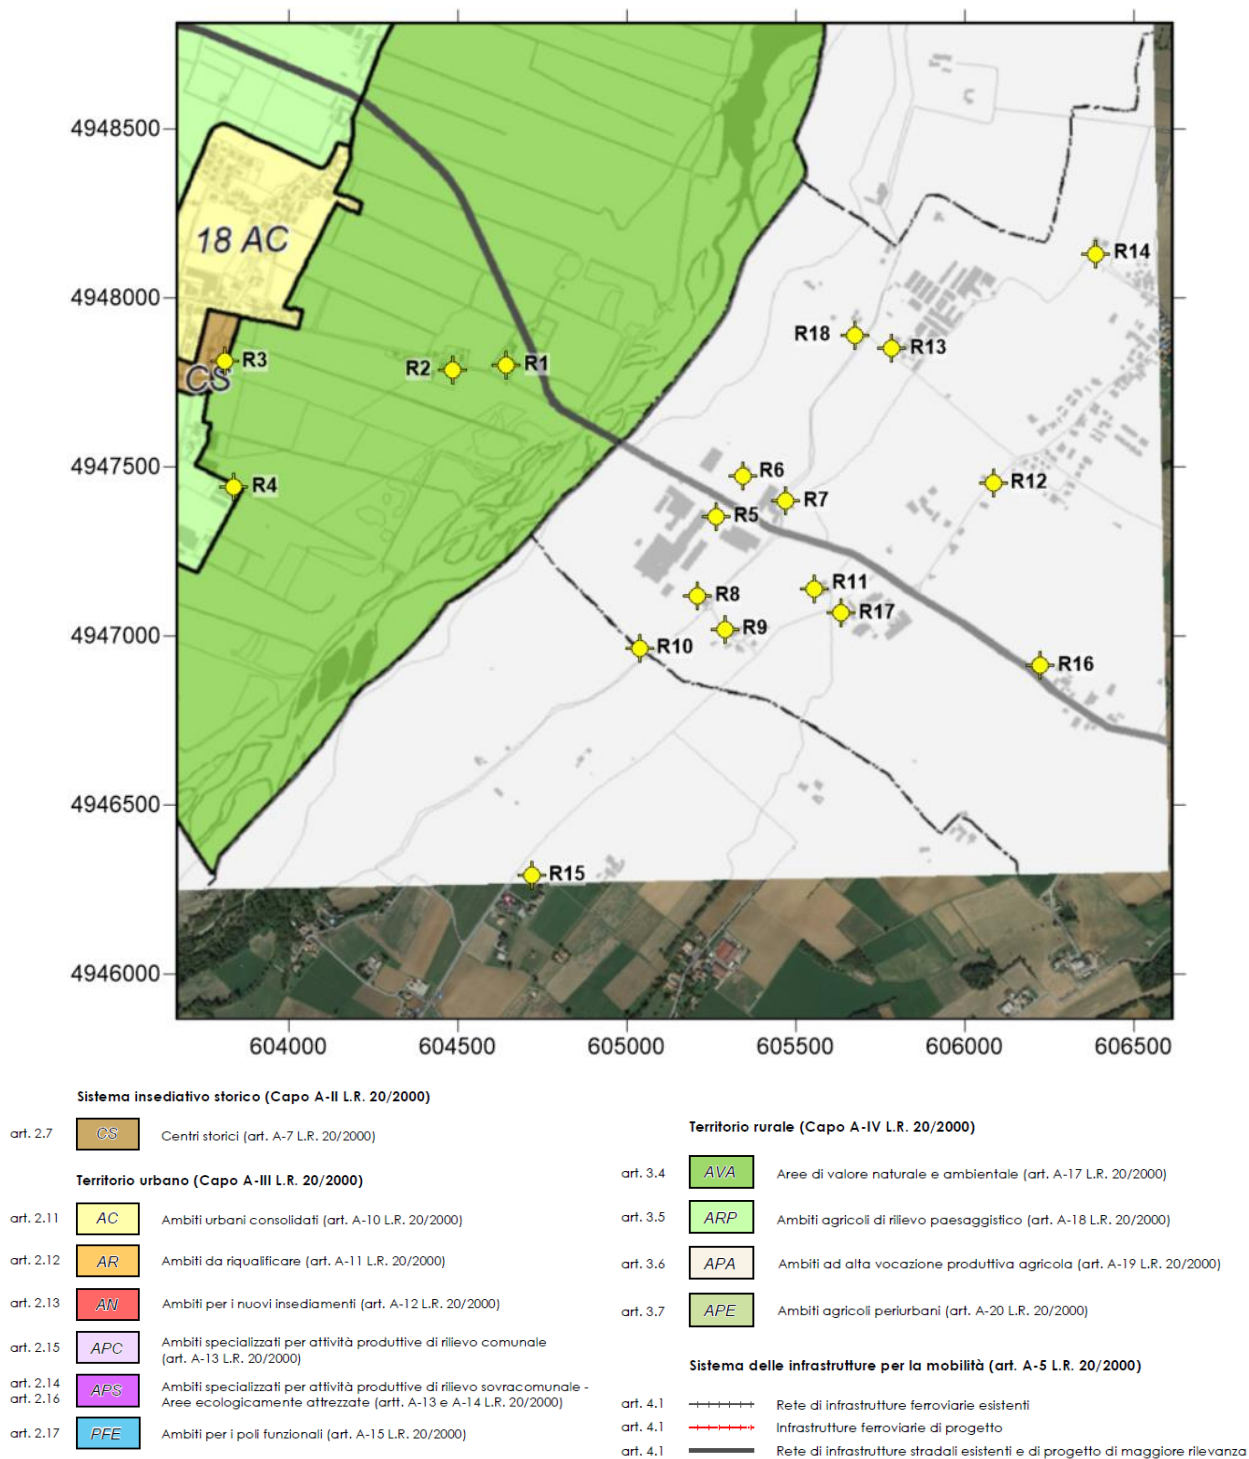 4948500
4948000
4947500
4947000
4946500
4946000
604000
604500
605000
605500
606000
606500
18 AC
CS
R14
R18
R13
R3
R2
R1
R4
R6
R7
R5
R12
R11
R8
R17
R9
R10
R16
R15
Sistema insediativo storico (Capo A-II L.R. 20/2000)
art. 2.7
CS
Centri storici (art. A-7 L.R. 20/2000)
Territorio urbano (Capo A-III L.R. 20/2000)
art. 2.11
AC
Ambiti urbani consolidati (art. A-10 L.R. 20/2000)
art. 2.12
AR
Ambiti da riqualificare (art. A-11 L.R. 20/2000)
art. 2.13
AN
Ambiti per i nuovi insediamenti (art. A-12 L.R. 20/2000)
art. 2.15
APC
Ambiti specializzati per attività produttive di rilievo comunale
(art. A-13 L.R. 20/2000)
art. 2.14
art. 2.16
APS
Ambiti specializzati per attività produttive di rilievo sovracomunale -
Aree ecologicamente attrezzate (artt. A-13 e A-14 L.R. 20/2000)
art. 2.17
PFE
Ambiti per i poli funzionali (art. A-15 L.R. 20/2000)
Territorio rurale (Capo A-IV L.R. 20/2000)
art. 3.4
AVA
Aree di valore naturale e ambientale (art. A-17 L.R. 20/2000)
art. 3.5
ARP
Ambiti agricoli di rilievo paesaggistico (art. A-18 L.R. 20/2000)
art. 3.6
APA
Ambiti ad alta vocazione produttiva agricola (art. A-19 L.R. 20/2000)
art. 3.7
APE
Ambiti agricoli periurbani (art. A-20 L.R. 20/2000)
Sistema delle infrastrutture per la mobilità (art. A-5 L.R. 20/2000)
art. 4.1
Rete di infrastrutture ferroviarie esistenti
art. 4.1
Infrastrutture ferroviarie di progetto
art. 4.1
Rete di infrastrutture stradali esistenti e di progetto di maggiore rilevanza